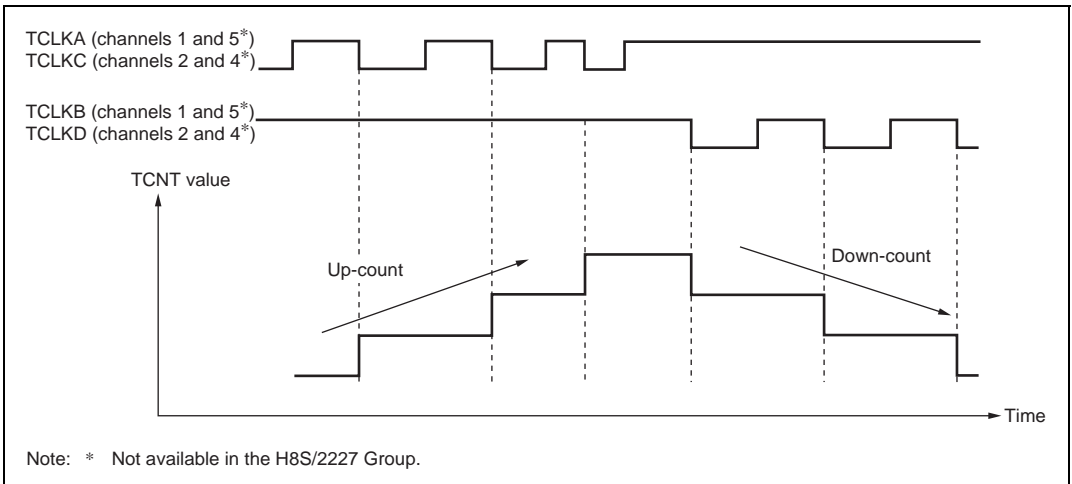 TCLKA (channels 1 and 5*)
TCLKC (channels 2 and 4*)
TCLKB (channels 1 and 5*)
TCLKD (channels 2 and 4*)
TCNT value
Up-count
Down-count
Time
Note: * Not available in the H8S/2227 Group.